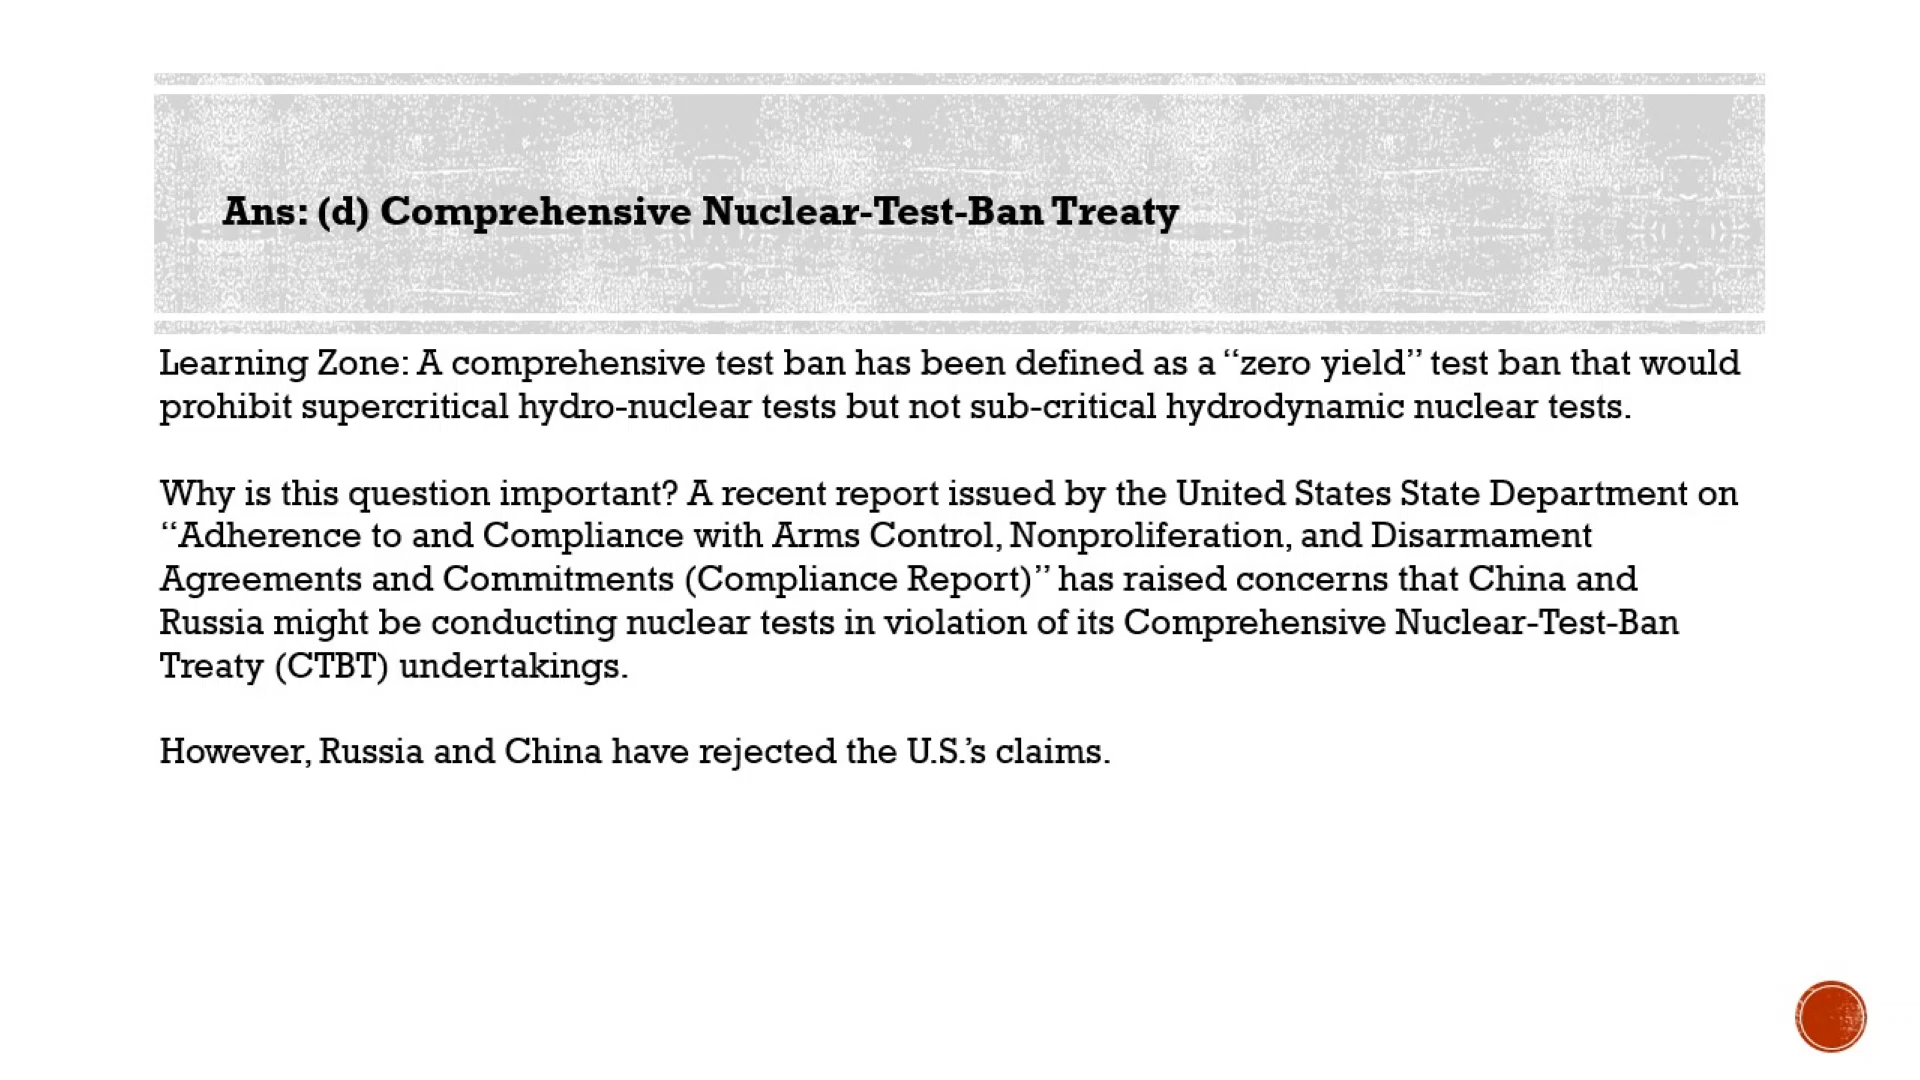 Ans: (d) Comprehensive Nuclear-Test-Ban Treaty
Learning Zone: A comprehensive test ban has been defined as a “zero yield” test ban that would
prohibit supercritical hydro-nuclear tests but not sub-critical hydrodynamic nuclear tests.
Why is this question important? A recent report issued by the United States State Department on
“Adherence to and Compliance with Arms Control, Nonproliferation, and Disarmament
Agreements and Commitments (Compliance Report)” has raised concerns that China and
Russia might be conducting nuclear tests in violation of its Comprehensive Nuclear-Test-Ban
Treaty (CTBT) undertakings.
However, Russia and China have rejected the U.S.’s claims.